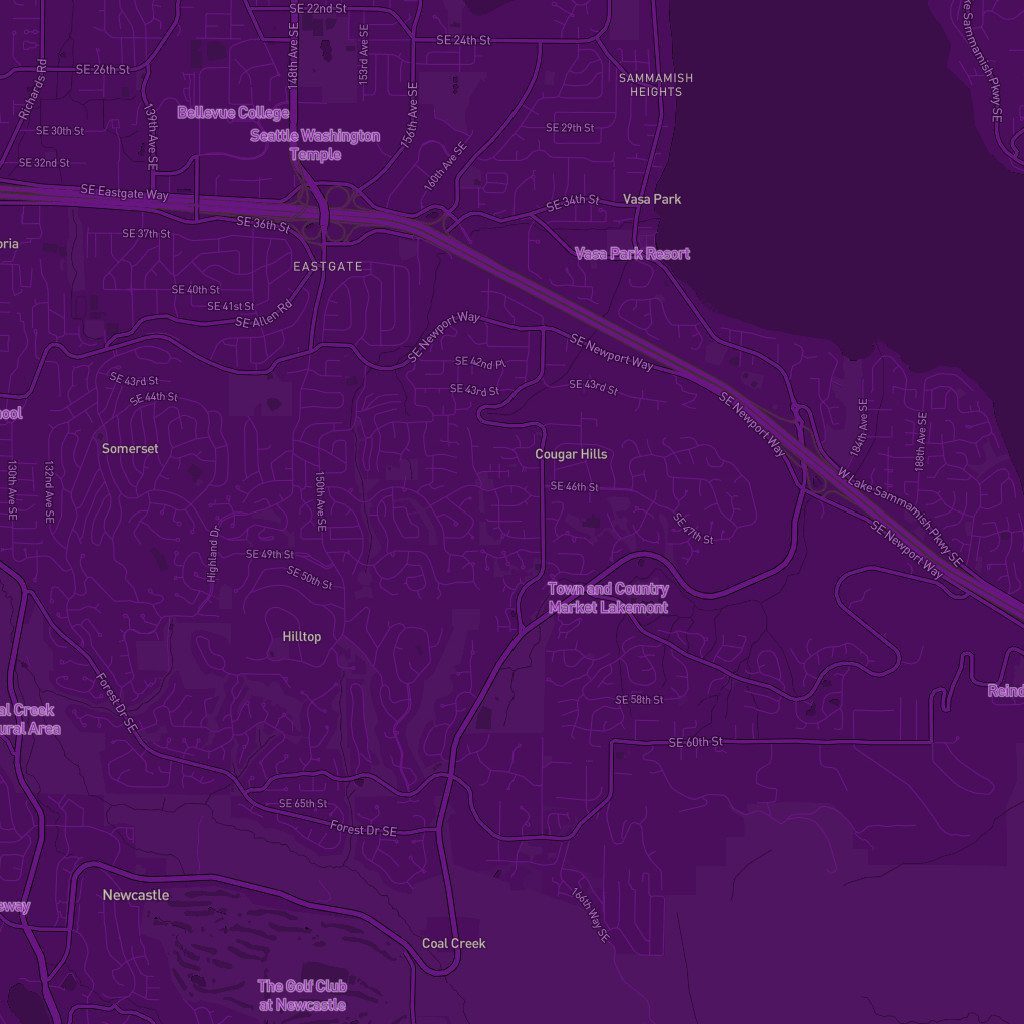 SE 22nd St
148th Ave SE
153rd Ave SE
SE 24th St
SE 26th St
Richards Rd
139th Ave SE
156th Ave SE
SAMMAMISH
HEIGHTS
Sammamish Pkwy SE
Bellevue College
Seattle Washington
Temple
SE 30th St
SE 29th St
SE 32nd St
160th Ave SE
SE Eastgate Way
SE 34th St
Vasa Park
SE 36th St
SE 37th St
Vasa Park Resort
EASTGATE
SE 40th St
SE 41st St
SE Allen Rd
SE Newport Way
SE Newport Way
SE 42nd Pl
SE 43rd St
SE 43rd St
SE 43rd St
SE 44th St
SE Newport Way
184th Ave SE
188th Ave SE
Somerset
Cougar Hills
130th Ave SE
132nd Ave SE
150th Ave SE
SE 46th St
W Lake Sammamish Pkwy SE
SE 47th St
SE Newport Way
Highland Dr
SE 49th St
SE 50th St
Town and Country
Market Lakemont
Hilltop
Forest Dr SE
SE 58th St
SE 60th St
SE 65th St
Forest Dr SE
Newcastle
166th Way SE
Coal Creek
The Golf Club
at Newcastle